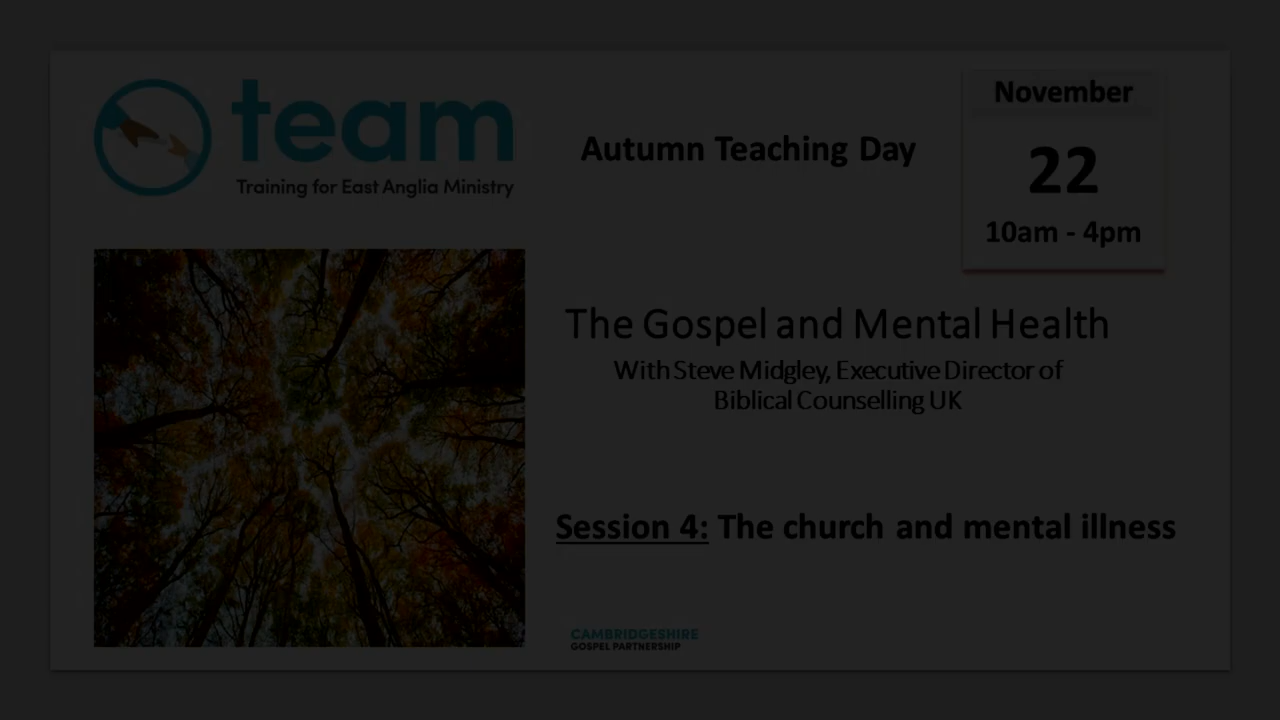 team
Training for East Anglia Ministry
Autumn Teaching Day
November
22
10am - 4pm
The Gospel and Mental Health
With Steve Midgley, Executive Director of
Biblical Counselling UK
Session 4: The church and mental illness
CAMBRIDGESHIRE
GOSPEL PARTNERSHIP